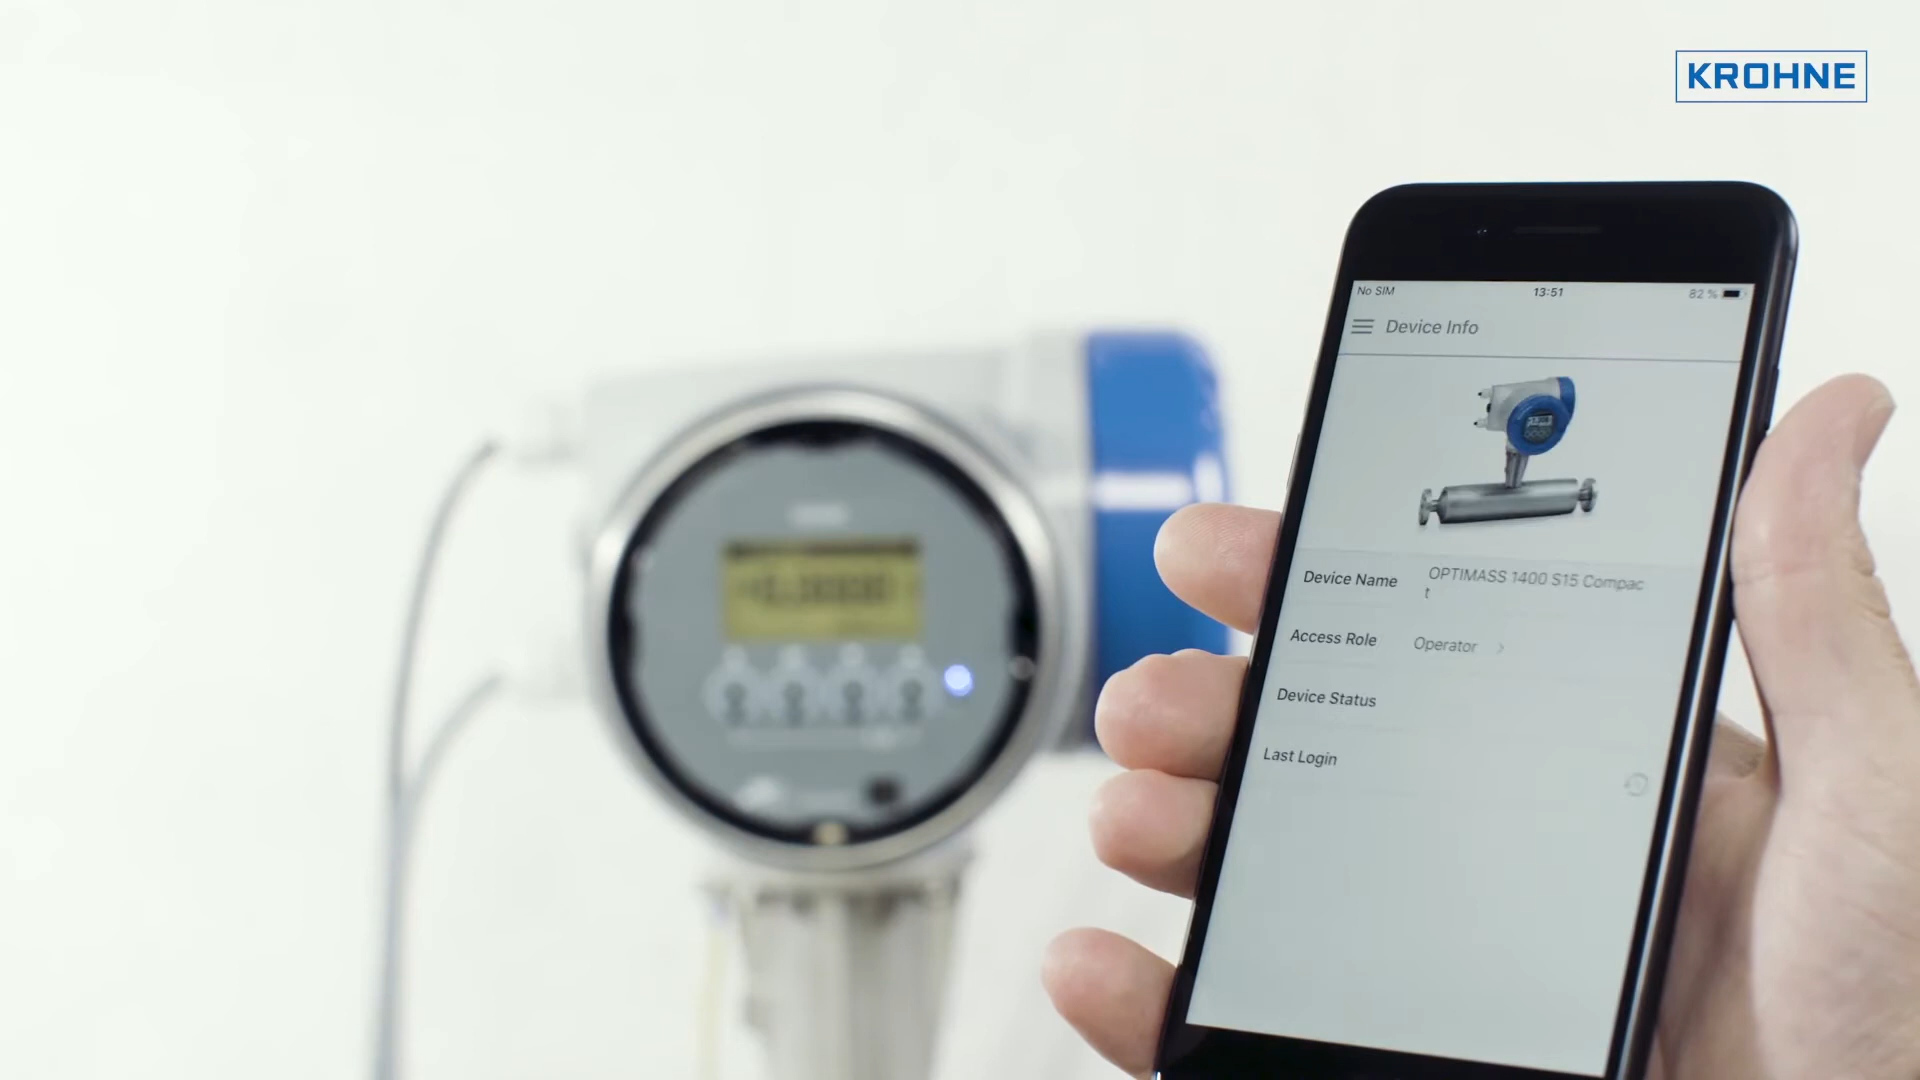 KROHNE
No SIM 13:51 82 %
Device Info
Device Name OPTIMASS 1400 S15 Compac
t
Access Role Operator
Device Status
Last Login